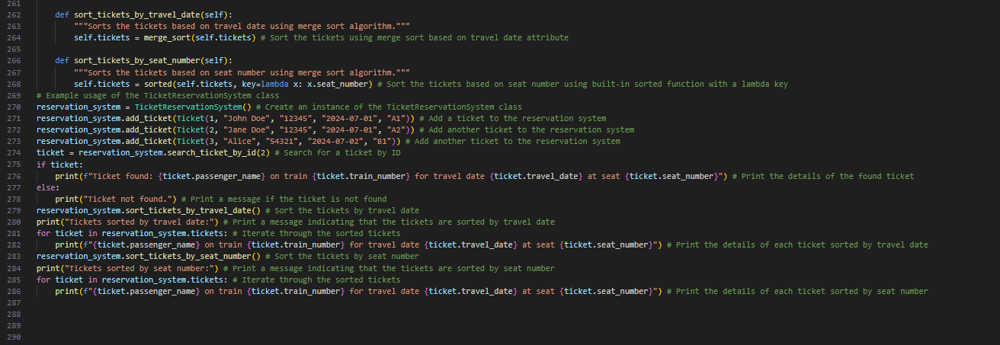 261
262 def sort_tickets_by_travel_date(self):
263 """Sorts the tickets based on travel date using merge sort algorithm."""
264 self.tickets = merge_sort(self.tickets) # Sort the tickets using merge sort based on travel date attribute
265
266 def sort_tickets_by_seat_number(self):
267 """Sorts the tickets based on seat number using merge sort algorithm."""
268 self.tickets = sorted(self.tickets, key=lambda x: x.seat_number) # Sort the tickets based on seat number using built-in sorted function with a lambda key
269 # Example usage of the TicketReservationSystem class
270 reservation_system = TicketReservationSystem() # Create an instance of the TicketReservationSystem class
271 reservation_system.add_ticket(Ticket(1, "John Doe", "12345", "2024-07-01", "A1")) # Add a ticket to the reservation system
272 reservation_system.add_ticket(Ticket(2, "Jane Doe", "12345", "2024-07-01", "A2")) # Add another ticket to the reservation system
273 reservation_system.add_ticket(Ticket(3, "Alice", "54321", "2024-07-02", "B1")) # Add another ticket to the reservation system
274 ticket = reservation_system.search_ticket_by_id(2) # Search for a ticket by ID
275 if ticket:
276 print(f"Ticket found: {ticket.passenger_name} on train {ticket.train_number} for travel date {ticket.travel_date} at seat {ticket.seat_number}") # Print the details of the found ticket
277 else:
278 print("Ticket not found.") # Print a message if the ticket is not found
279 reservation_system.sort_tickets_by_travel_date() # Sort the tickets by travel date
280 print("Tickets sorted by travel date:") # Print a message indicating that the tickets are sorted by travel date
281 for ticket in reservation_system.tickets: # Iterate through the sorted tickets
282 print(f"{ticket.passenger_name} on train {ticket.train_number} for travel date {ticket.travel_date} at seat {ticket.seat_number}") # Print the details of each ticket sorted by travel date
283 reservation_system.sort_tickets_by_seat_number() # Sort the tickets by seat number
284 print("Tickets sorted by seat number:") # Print a message indicating that the tickets are sorted by seat number
285 for ticket in reservation_system.tickets: # Iterate through the sorted tickets
286 print(f"{ticket.passenger_name} on train {ticket.train_number} for travel date {ticket.travel_date} at seat {ticket.seat_number}") # Print the details of each ticket sorted by seat number
287
288
289
290